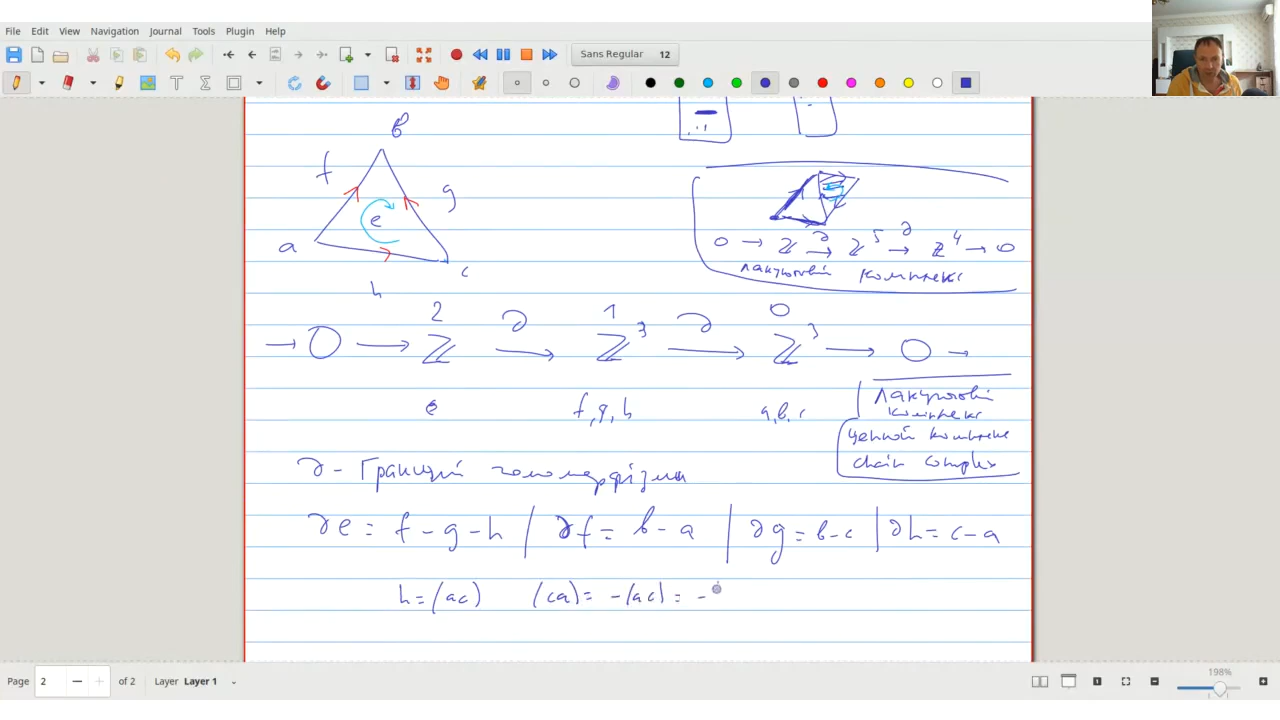 File Edit View Navigation Journal Tools Plugin Help
Sans Regular 12
в
f
g
e
a
c
h
0 → ℤ →∂ ℤ⁵ →∂ ℤ⁴ → 0
ланцюговий комплекс
2 1 0
→ 0 → ℤ →∂ ℤ³ →∂ ℤ³ → 0 →
e f, g, h a, в, c
ланцюговий
комплекс
цепной комплекс
chain complex
∂ - Граничний гомоморфізм
∂e = f - g - h | ∂f = в - a | ∂g = в - c | ∂h = c - a
h = (ac) (ca) = - (ac) = -
Page 2 of 2 Layer Layer 1 198%